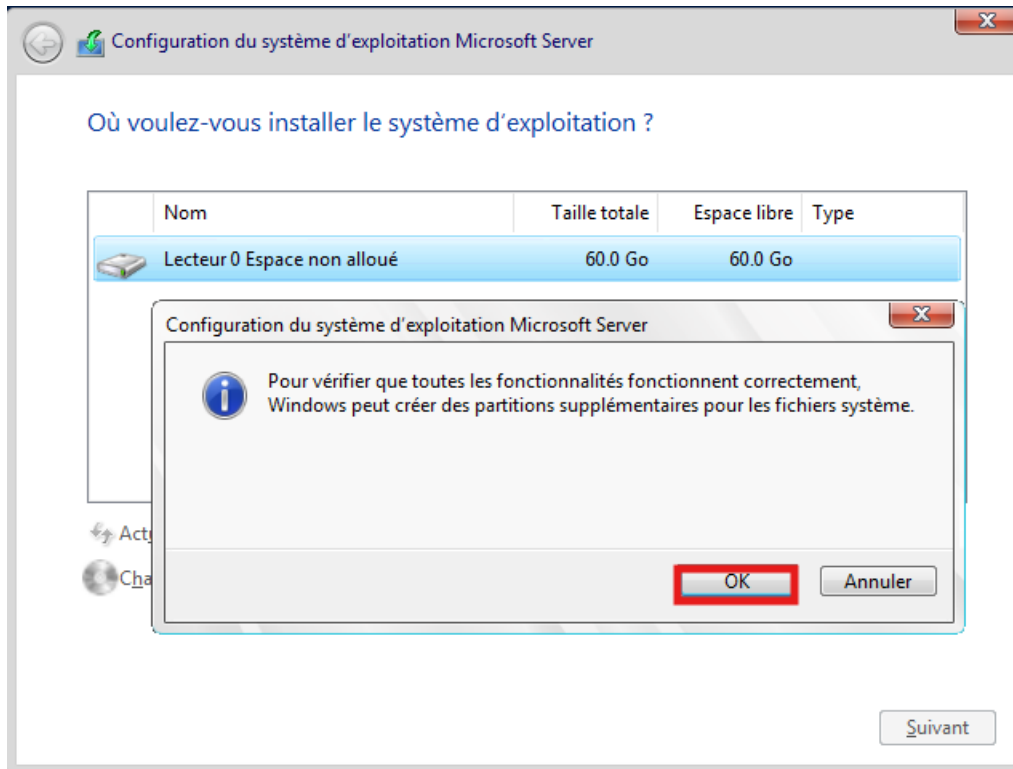 Configuration du système d'exploitation Microsoft Server
Où voulez-vous installer le système d'exploitation ?
Nom Taille totale Espace libre Type
Lecteur 0 Espace non alloué 60.0 Go 60.0 Go
Configuration du système d'exploitation Microsoft Server
Pour vérifier que toutes les fonctionnalités fonctionnent correctement,
Windows peut créer des partitions supplémentaires pour les fichiers système.
OK Annuler
Suivant